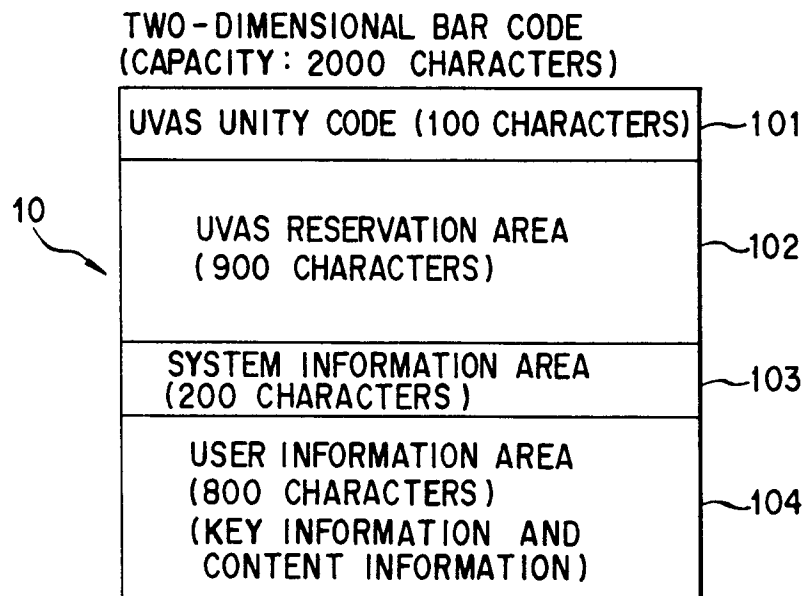 TWO-DIMENSIONAL BAR CODE
(CAPACITY: 2000 CHARACTERS)
UVAS UNITY CODE (100 CHARACTERS)
101
10
UVAS RESERVATION AREA
(900 CHARACTERS)
102
SYSTEM INFORMATION AREA
(200 CHARACTERS)
103
USER INFORMATION AREA
(800 CHARACTERS)
(KEY INFORMATION AND
CONTENT INFORMATION)
104